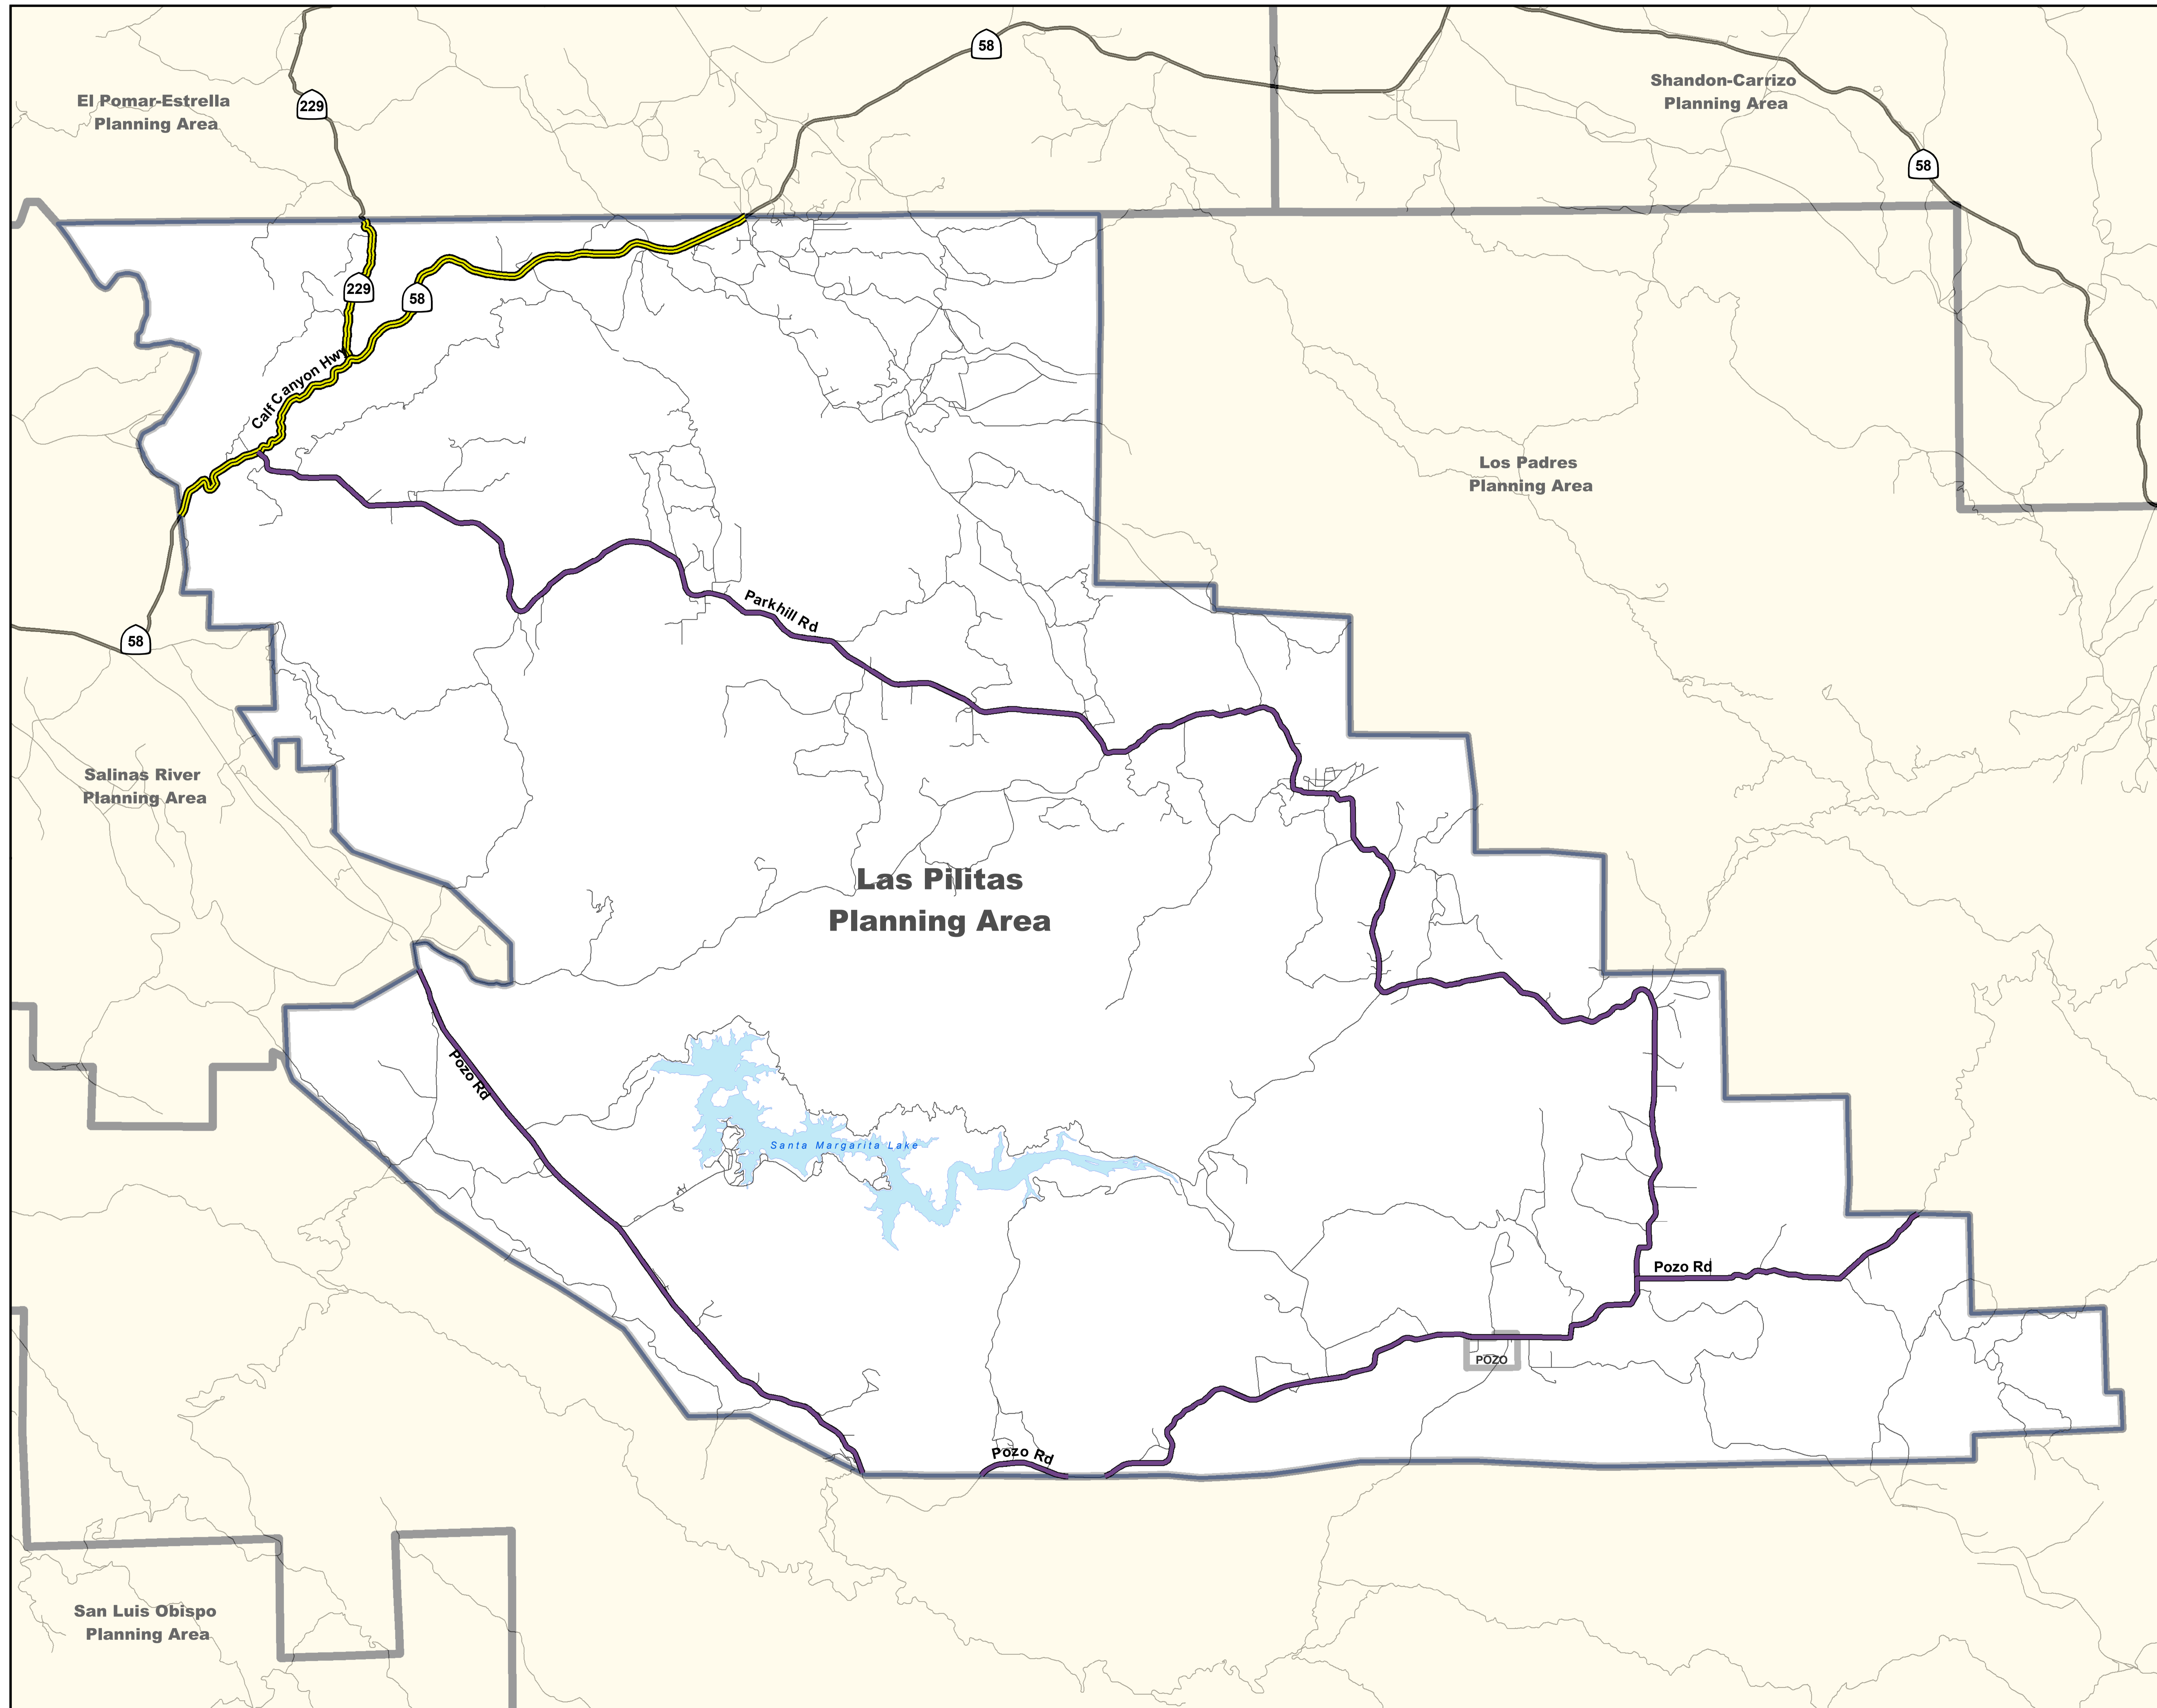 58
Shandon-Carrizo
Planning Area
El Pomar-Estrella
Planning Area
229
58
229
58
Calf Canyon Hwy
Los Padres
Planning Area
Parkhill Rd
58
Salinas River
Planning Area
Las Pilitas
Planning Area
Pozo Rd
Santa Margarita Lake
Pozo Rd
POZO
Pozo Rd
San Luis Obispo
Planning Area